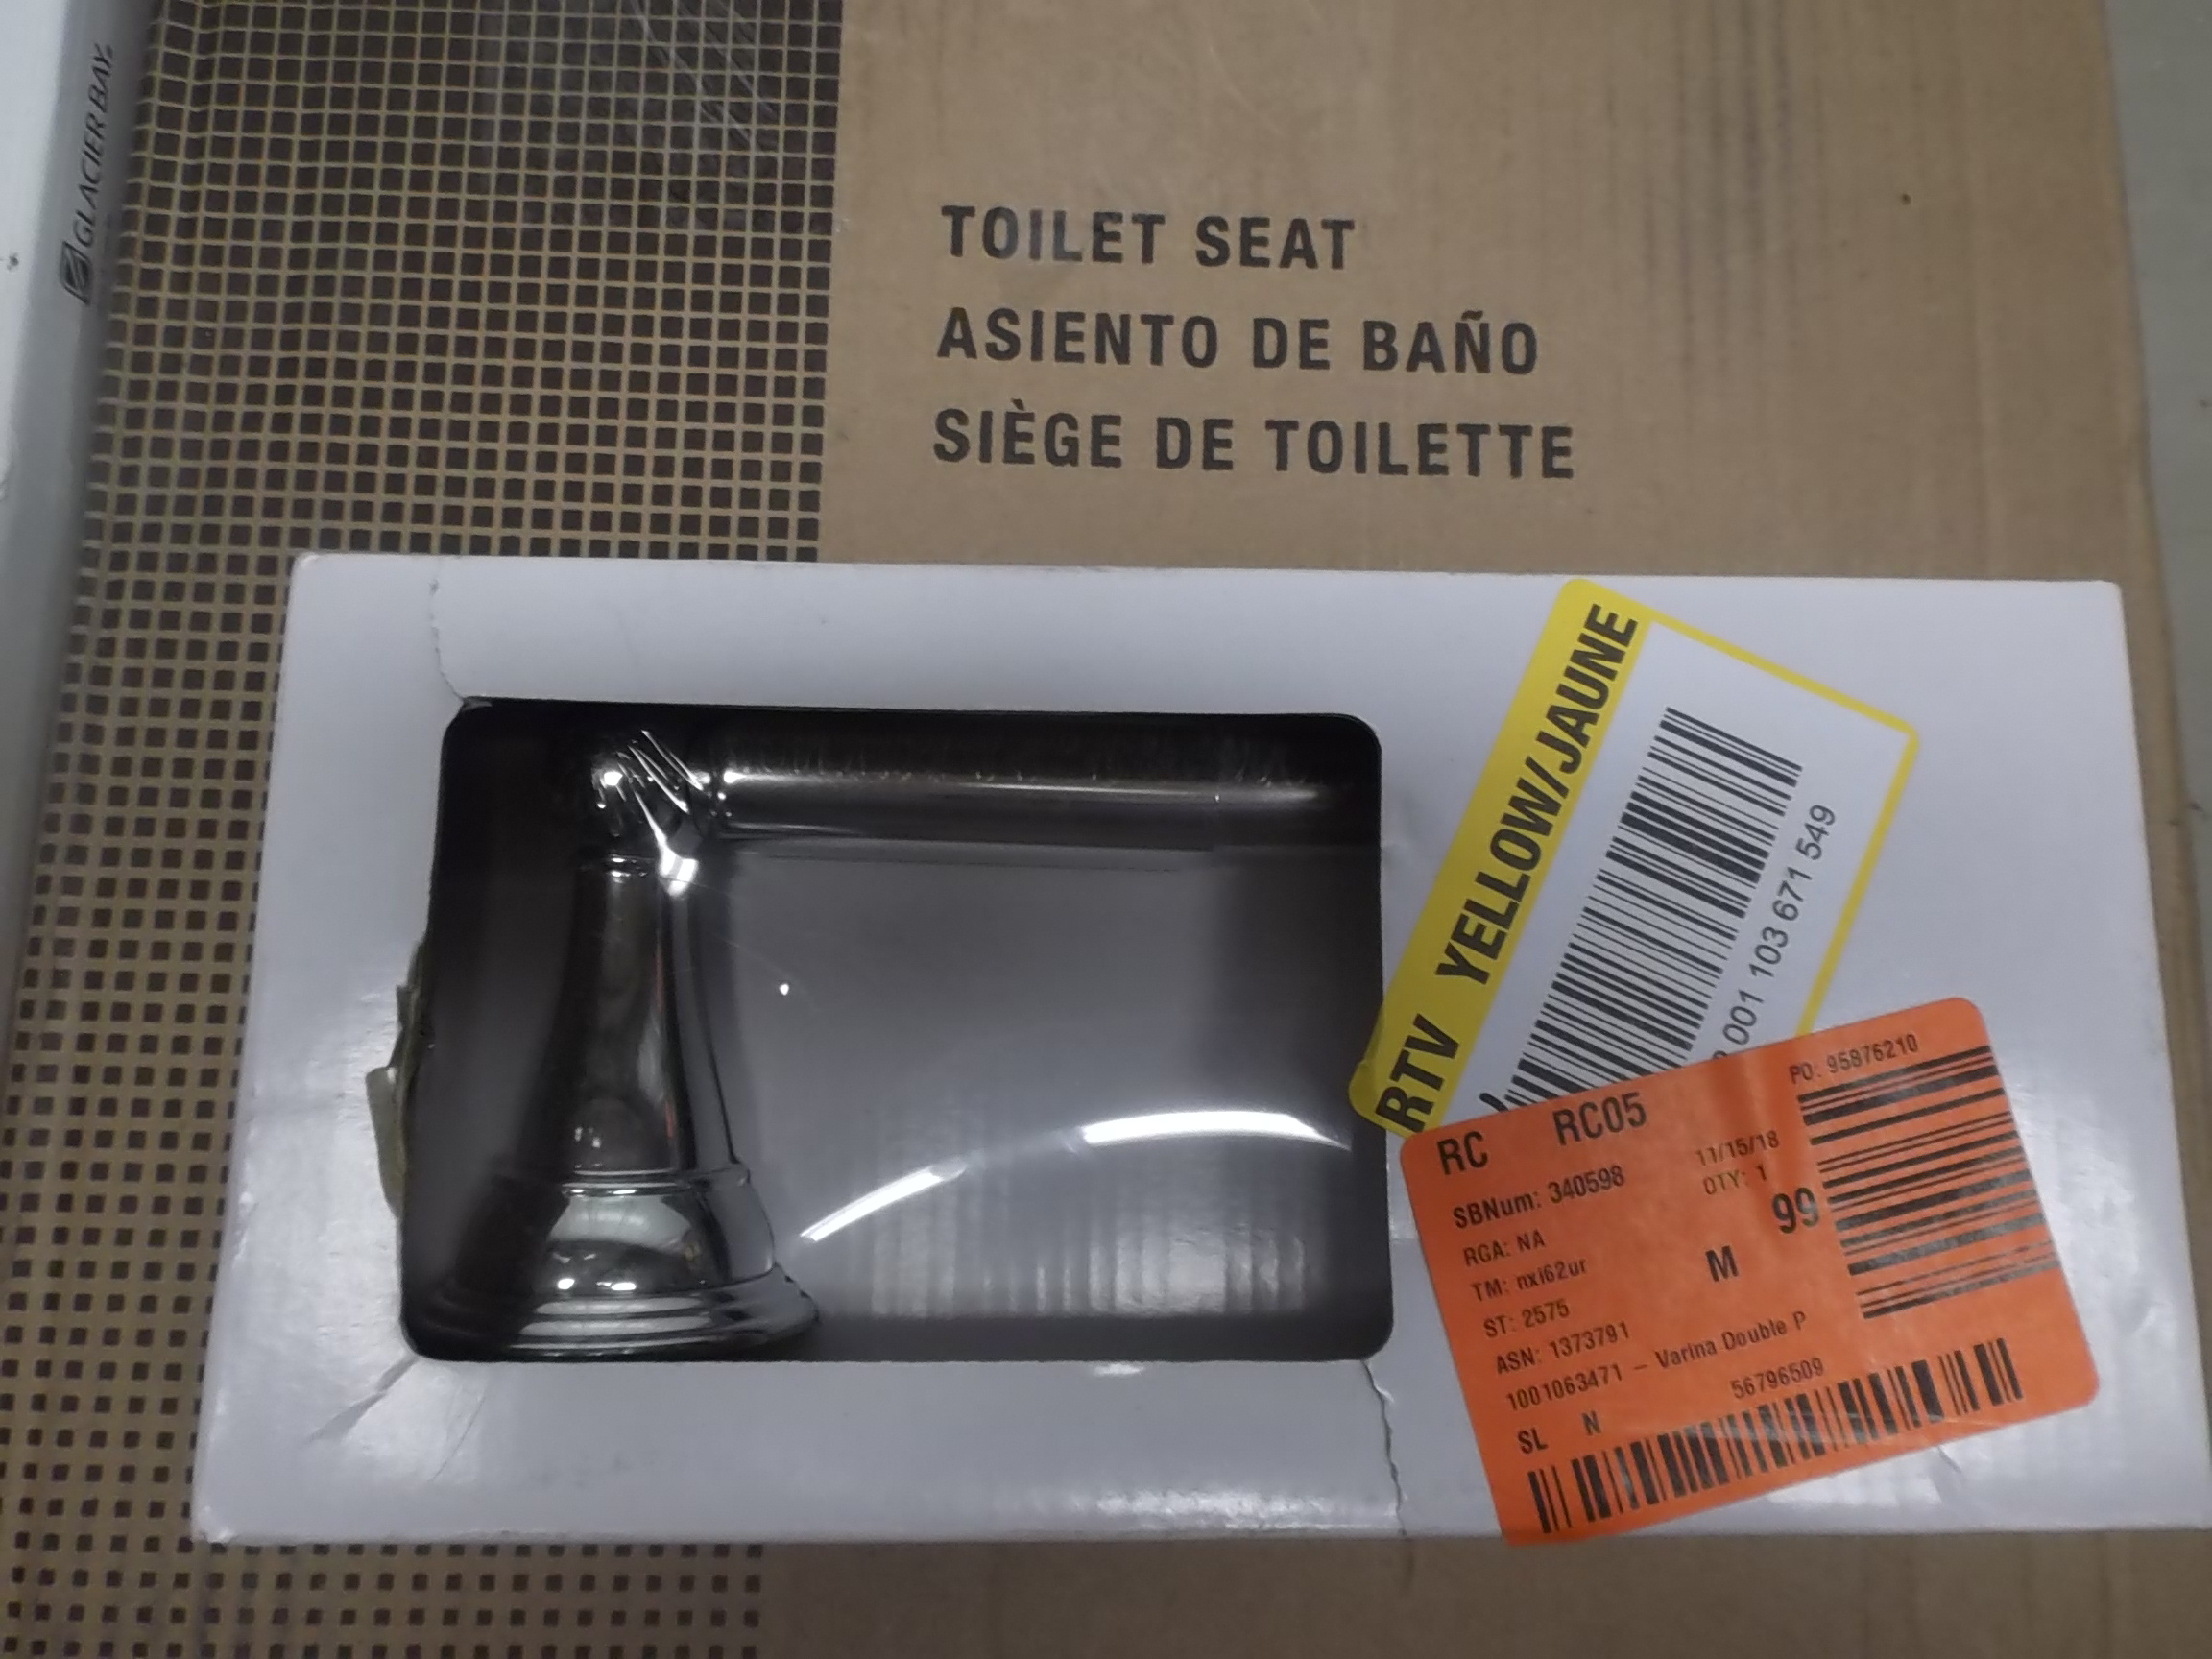 GLACIER BAY
TOILET SEAT
ASIENTO DE BAÑO
SIÈGE DE TOILETTE
RTV YELLOW/JAUNE
001 103 671 549
RC RC05
PO: 95876210
SBNum: 340598
11/15/18
RGA: NA
QTY: 1
TM: nxi62ur
M 99
ST: 2575
ASN: 1373791
1001063471 – Varina Double P
SL N
56796509